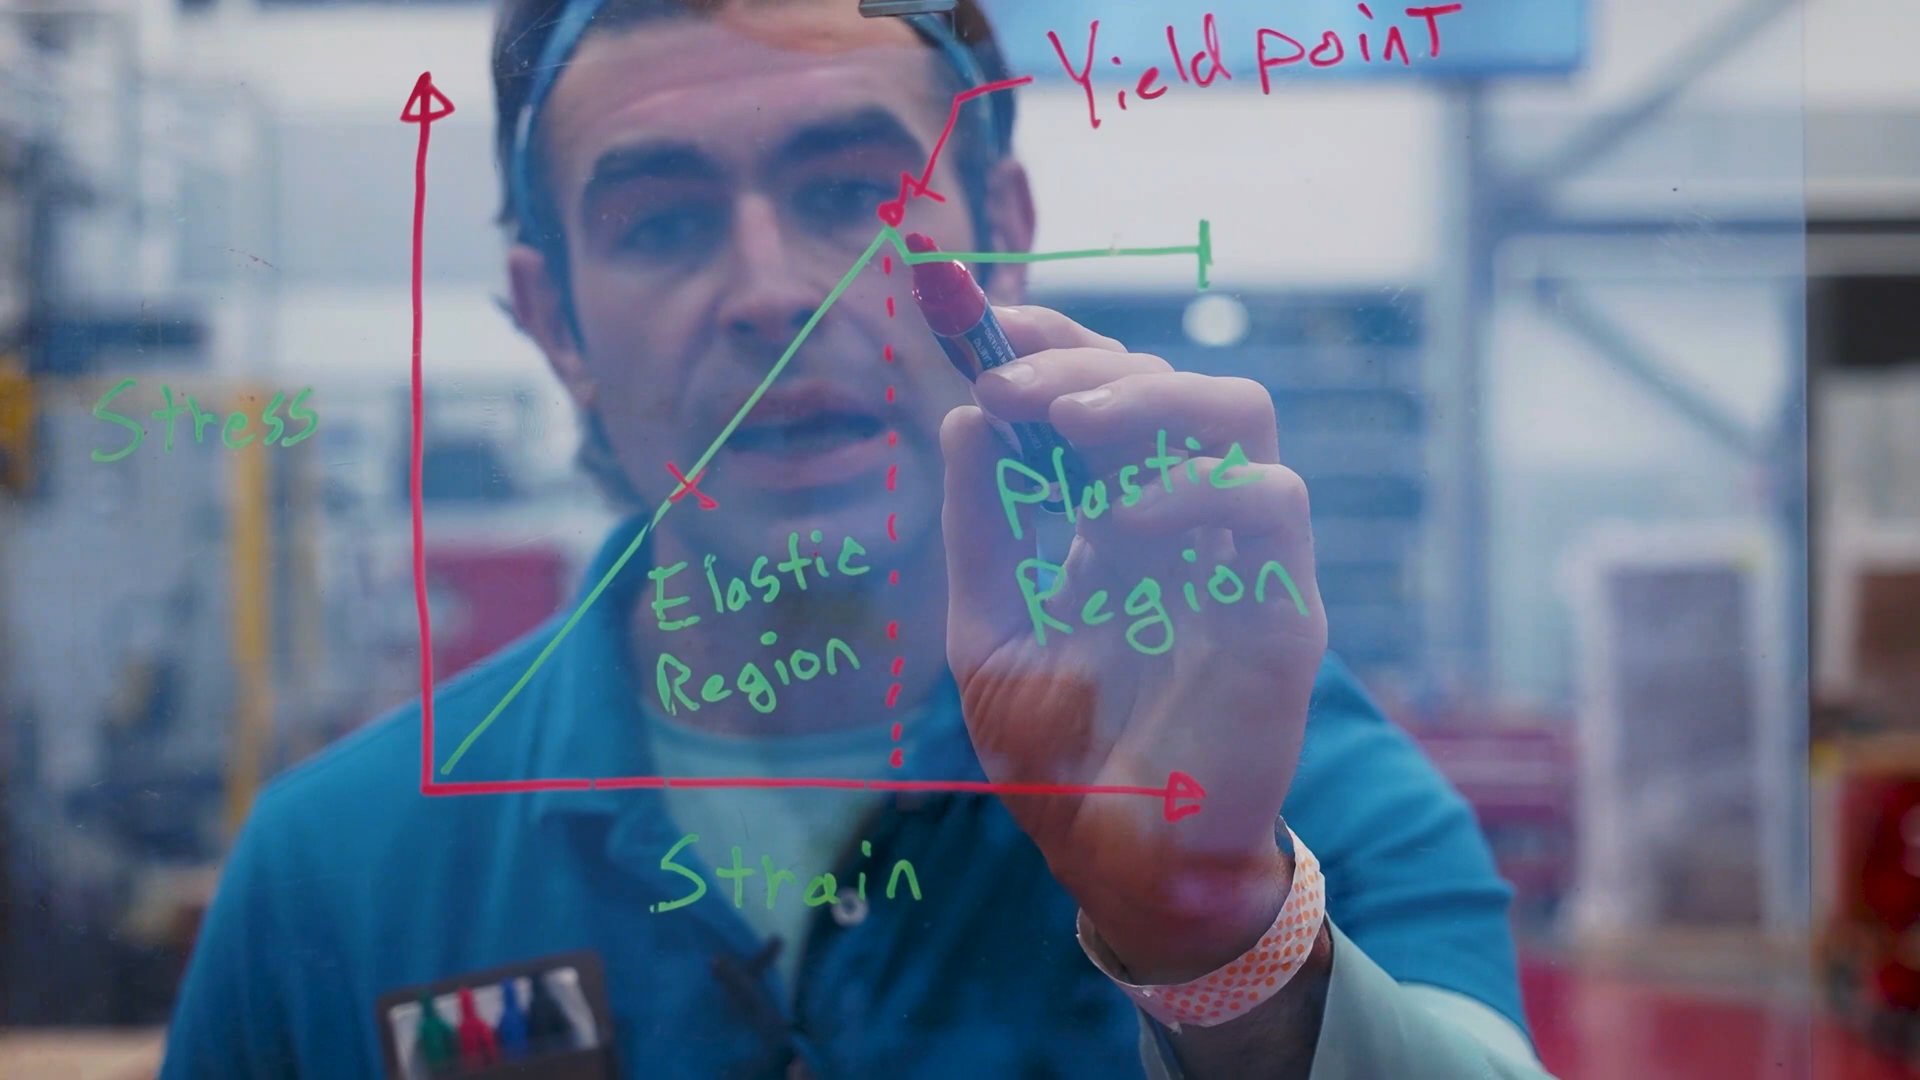 Yield point
Stress
Elastic
Region
Plastic
Region
Strain